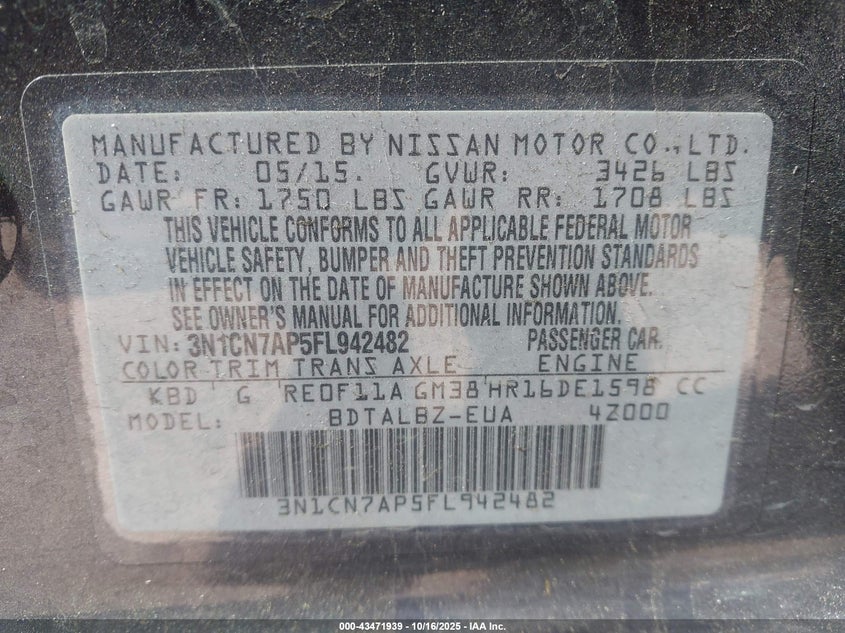 MANUFACTURED BY NISSAN MOTOR CO., LTD.
DATE: 05/15. GVWR: 3426 LBS
GAWR FR: 1750 LBS GAWR RR: 1708 LBS
THIS VEHICLE CONFORMS TO ALL APPLICABLE FEDERAL MOTOR
VEHICLE SAFETY, BUMPER AND THEFT PREVENTION STANDARDS
IN EFFECT ON THE DATE OF MANUFACTURE SHOWN ABOVE.
SEE OWNER'S MANUAL FOR ADDITIONAL INFORMATION.
VIN: 3N1CN7AP5FL942482 PASSENGER CAR.
COLOR TRIM TRANS AXLE ENGINE
KBD G RE0F11A GM38 HR16DE1598 CC
MODEL: BDTALBZ-EUA 4Z000
3N1CN7AP5FL942482
000-43471939 | 10/16/2025 - IAA Inc.